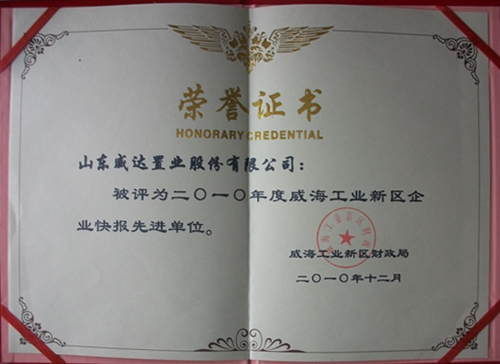 荣誉证书
HONORARY CREDENTIAL
山东威达置业股份有限公司：
被评为二〇一〇年度威海工业新区企
业快报先进单位。
威海工业新区财政局
二〇一〇年十二月